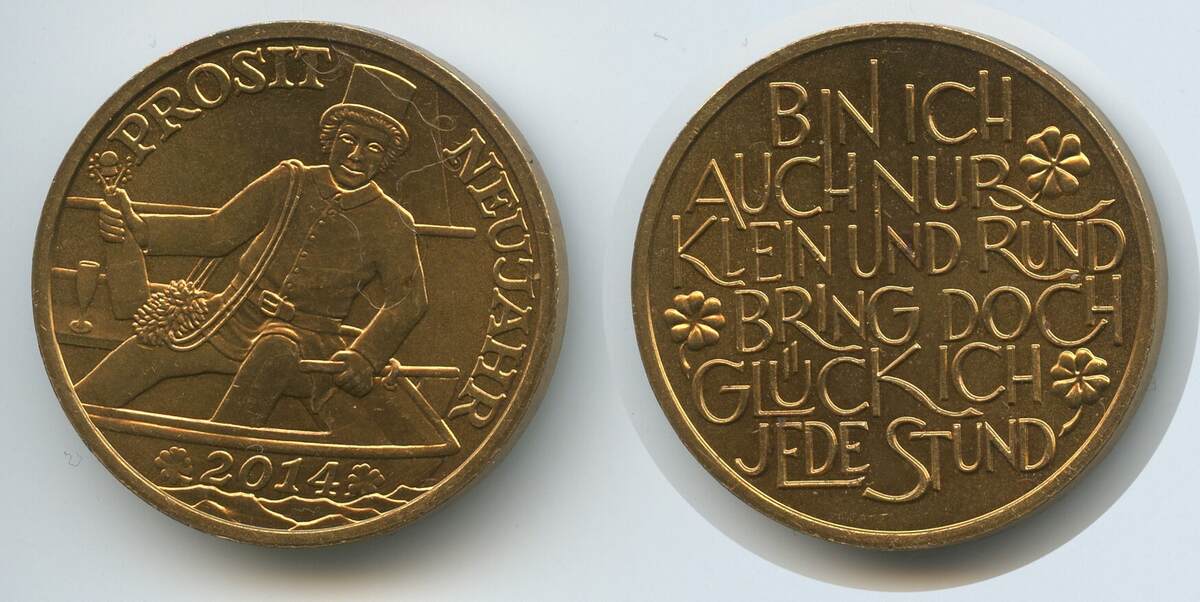 PROSIT
NEUJAHR
2014
BIN ICH
AUCH NUR
KLEIN UND RUND
BRING DOCH
GLÜCK ICH
JEDE STUND